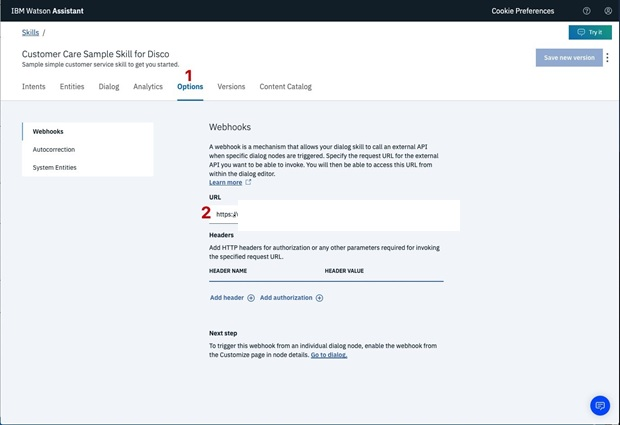 IBM Watson Assistant
Cookie Preferences
Skills /
Try it
Customer Care Sample Skill for Disco
Sample simple customer service skill to get you started.
Save new version
1
Intents Entities Dialog Analytics Options Versions Content Catalog
Webhooks
Autocorrection
System Entities
Webhooks
A webhook is a mechanism that allows your dialog skill to call an external API
when specific dialog nodes are triggered. Specify the request URL for the external
API you want to be able to invoke. You will then be able to access this URL from
within the dialog editor.
Learn more
URL
2 https://
Headers
Add HTTP headers for authorization or any other parameters required for invoking
the specified request URL.
HEADER NAME HEADER VALUE
Add header Add authorization
Next step
To trigger this webhook from an individual dialog node, enable the webhook from
the Customize page in node details. Go to dialog.